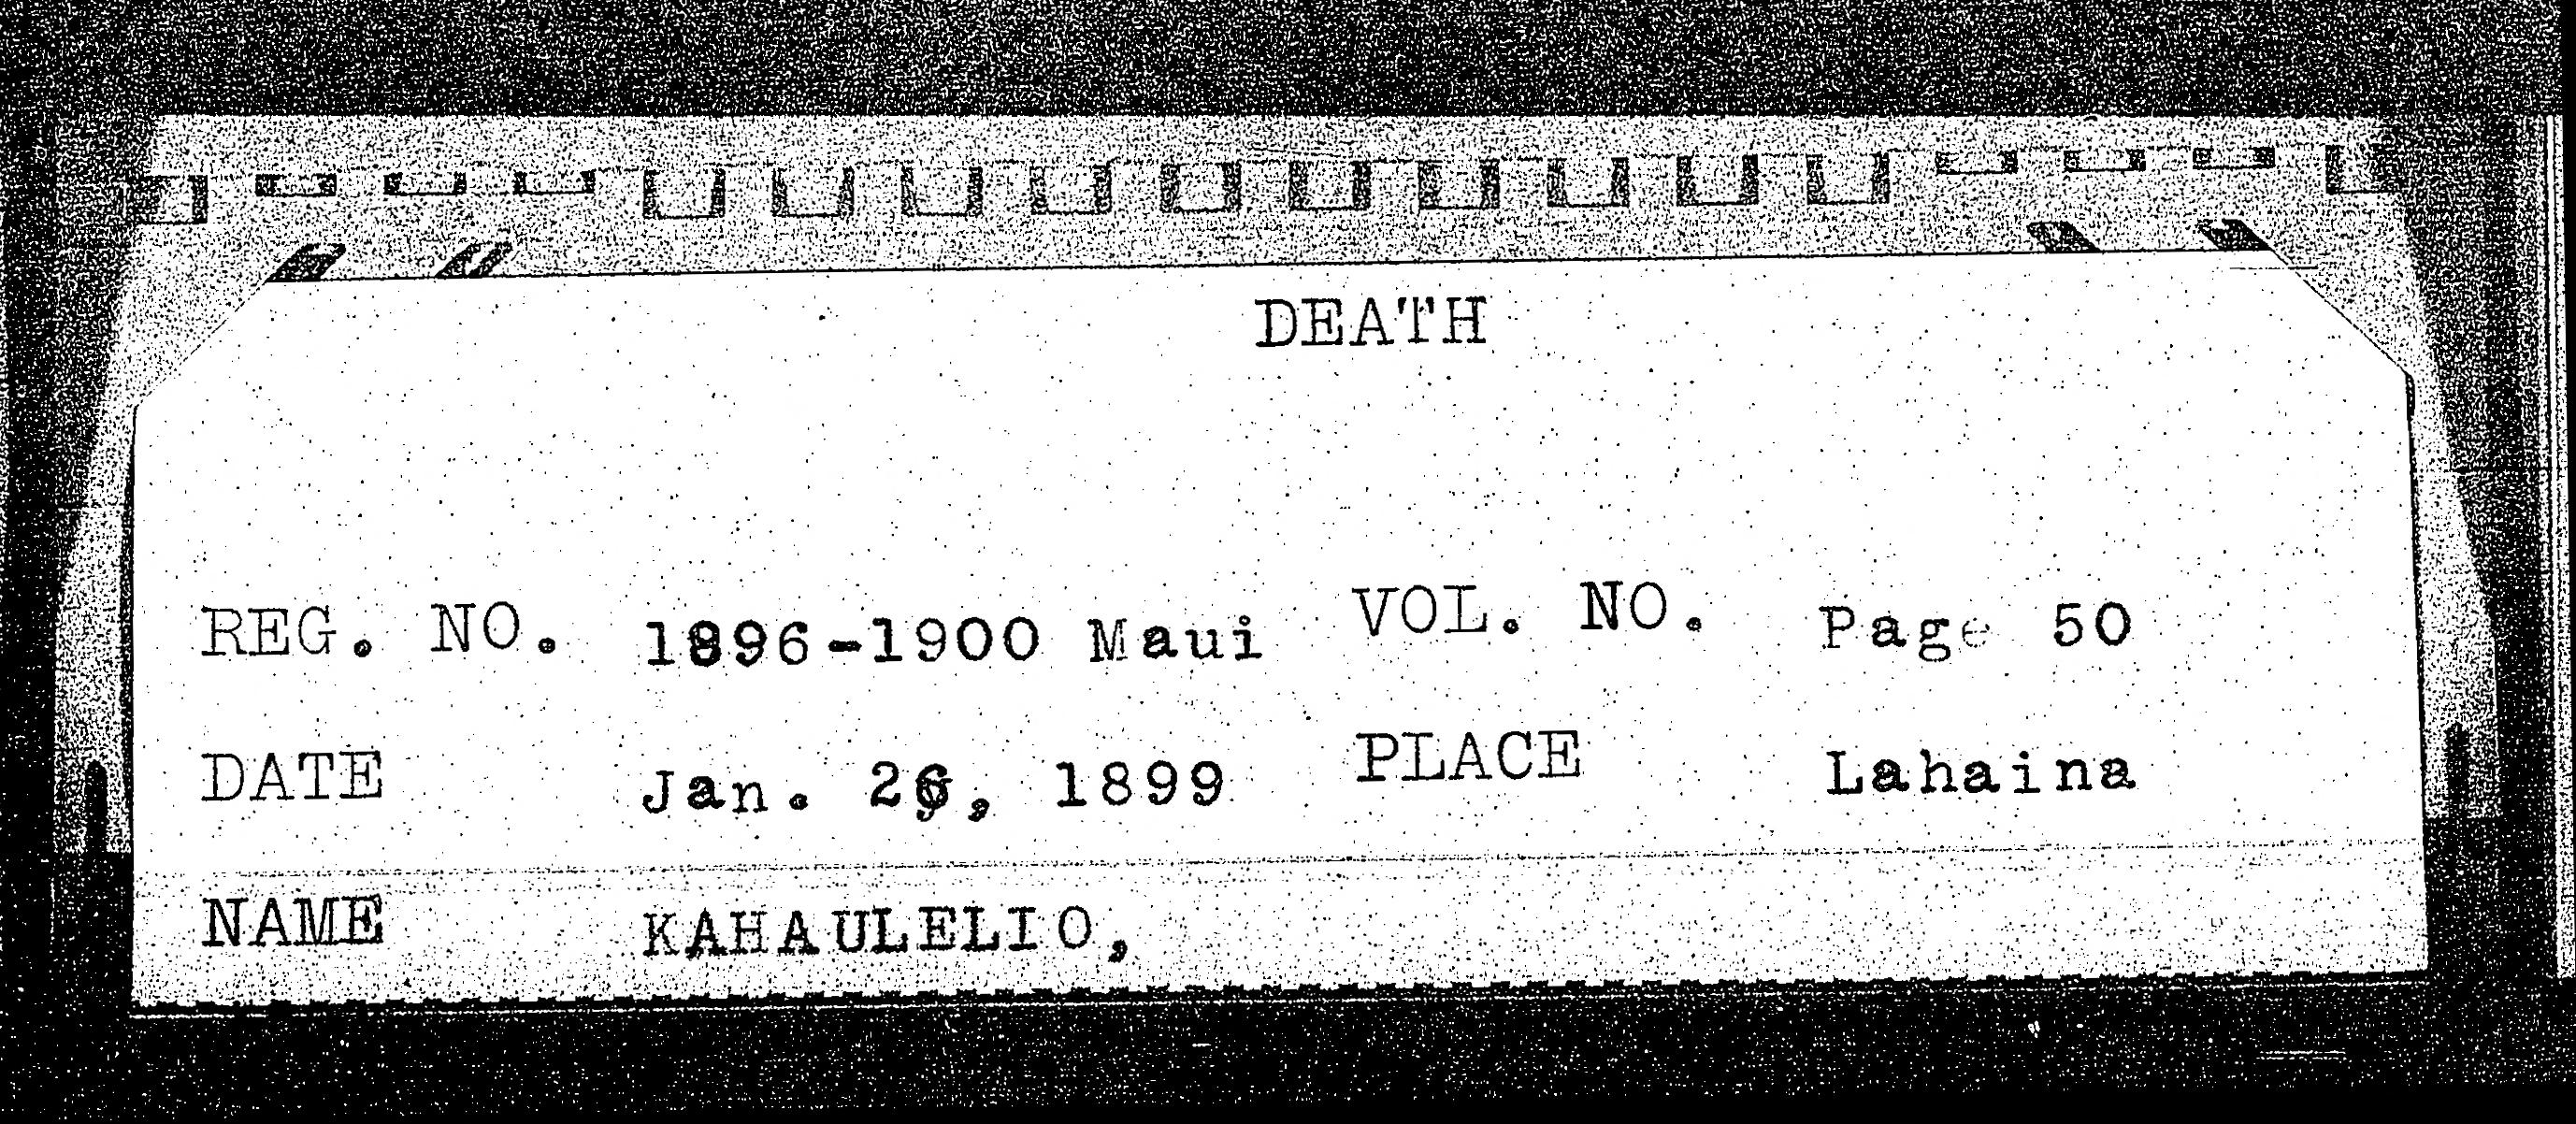 DEATH
REG. NO. 1896-1900 Maui VOL. NO. Page 50
DATE Jan. 26, 1899 PLACE Lahaina
NAME KAHAULELIO,